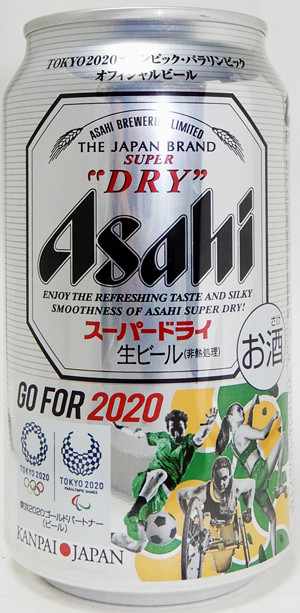 TOKYO2020オリンピック・パラリンピック
オフィシャルビール
ASAHI BREWERIES LIMITED
THE JAPAN BRAND
SUPER
"DRY"
Asahi
ENJOY THE REFRESHING TASTE AND SILKY
SMOOTHNESS OF ASAHI SUPER DRY!
スーパードライ
生ビール(非熱処理)
さけ
お酒
GO FOR 2020
TOKYO 2020
TOKYO 2020
PARALYMPIC GAMES
東京2020ゴールドパートナー
(ビール)
KANPAI JAPAN